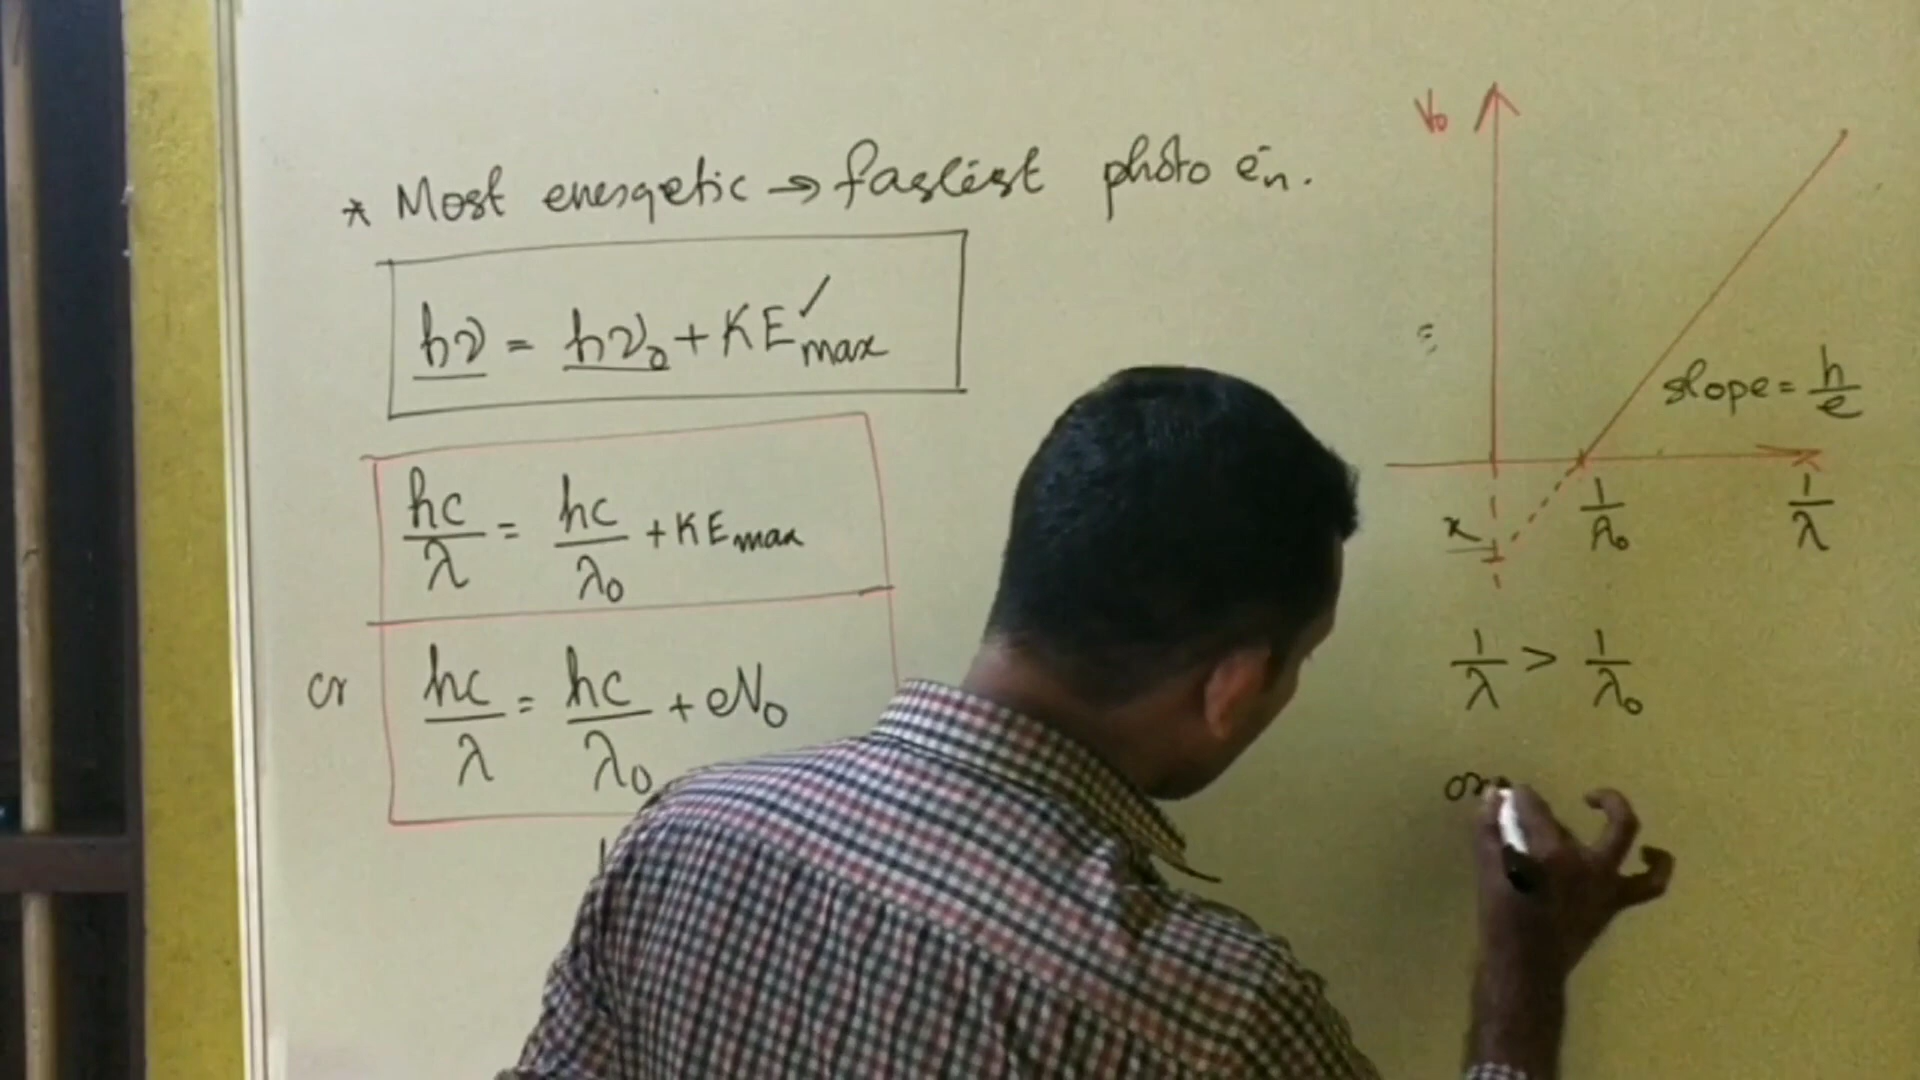 * Most energetic → fastest photo e̅n.
hν = hν₀ + KEmax ✓
hc/λ = hc/λ₀ + KEmax
or
hc/λ = hc/λ₀ + eV₀
V₀
slope = h/e
x
1/λ₀
1/λ
1/λ > 1/λ₀
or